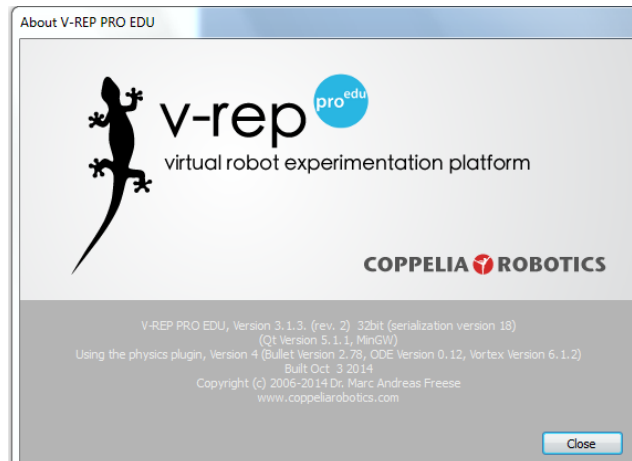 About V-REP PRO EDU
v-rep pro edu
virtual robot experimentation platform
COPPELIA ROBOTICS
V-REP PRO EDU, Version 3.1.3. (rev. 2)  32bit (serialization version 18)
(Qt Version 5.1.1, MinGW)
Using the physics plugin, Version 4 (Bullet Version 2.78, ODE Version 0.12, Vortex Version 6.1.2)
Built Oct  3 2014
Copyright (c) 2006-2014 Dr. Marc Andreas Freese
www.coppeliarobotics.com
Close